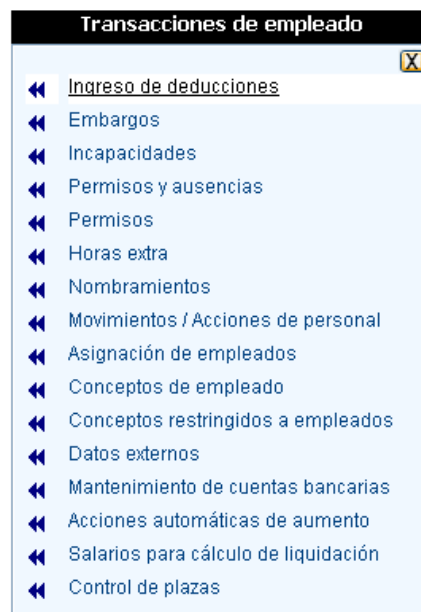 Transacciones de empleado
X
Ingreso de deducciones
Embargos
Incapacidades
Permisos y ausencias
Permisos
Horas extra
Nombramientos
Movimientos / Acciones de personal
Asignación de empleados
Conceptos de empleado
Conceptos restringidos a empleados
Datos externos
Mantenimiento de cuentas bancarias
Acciones automáticas de aumento
Salarios para cálculo de liquidación
Control de plazas